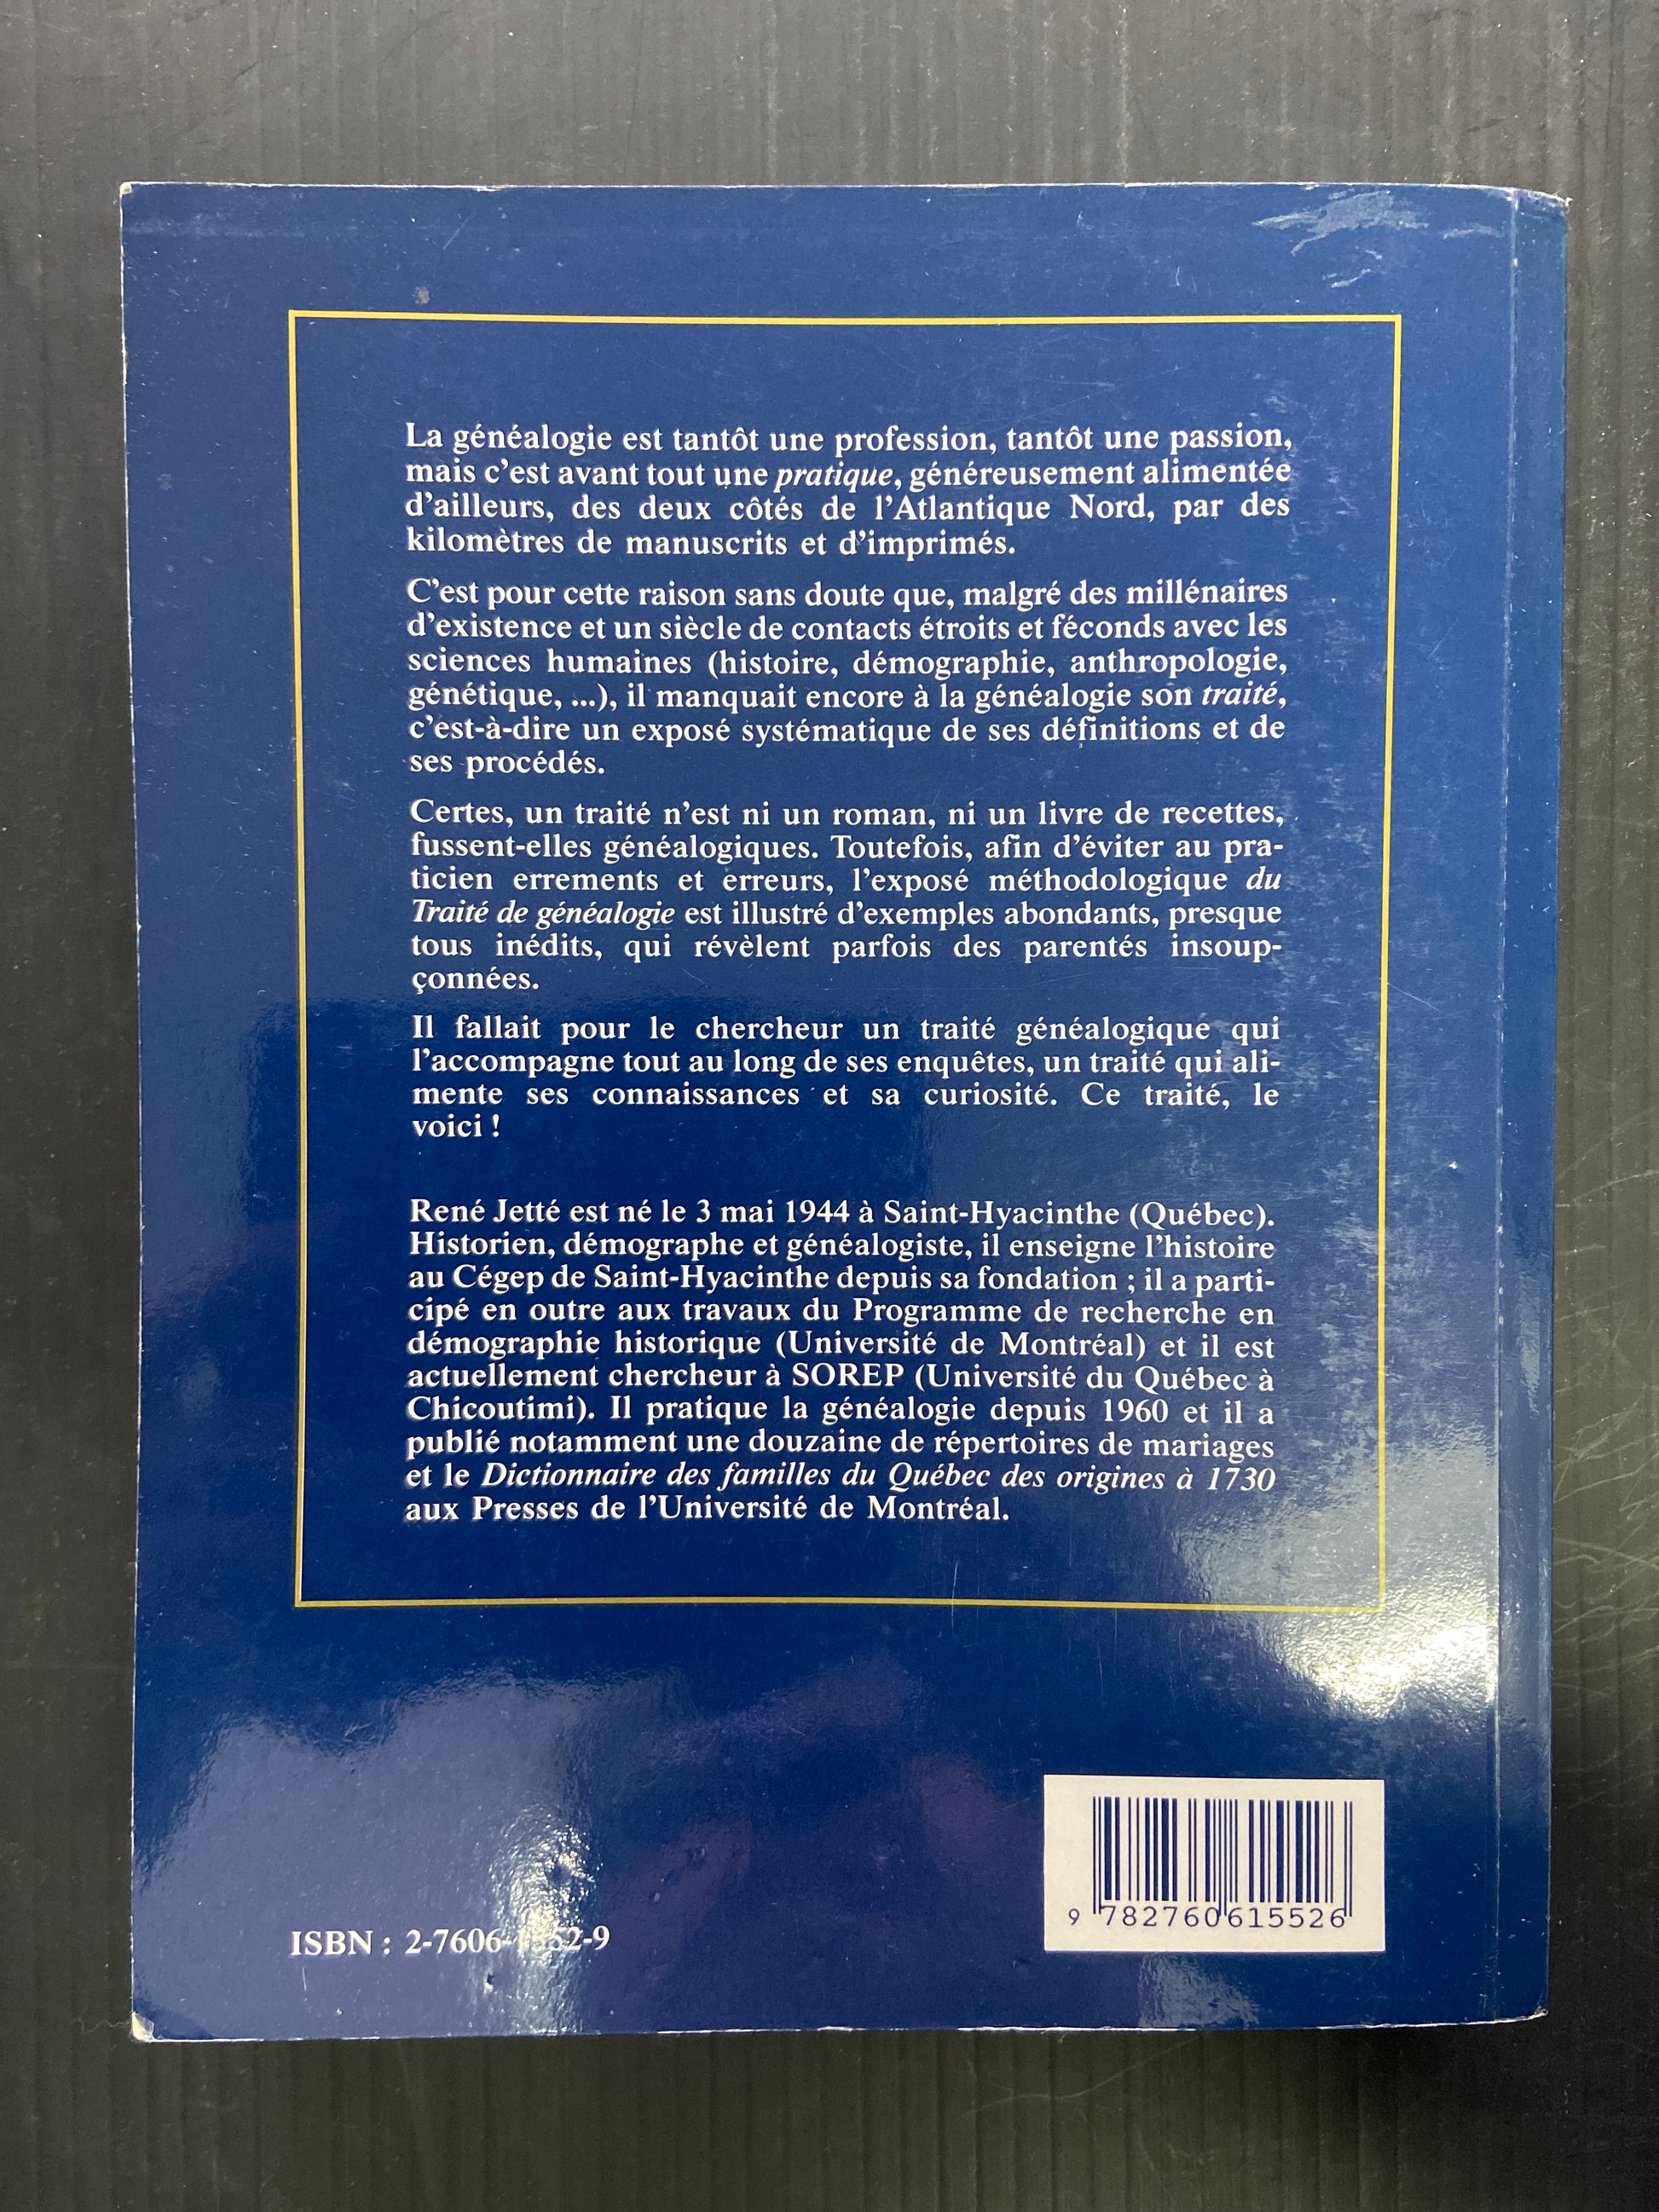 La généalogie est tantôt une profession, tantôt une passion,
mais c'est avant tout une pratique, généreusement alimentée
d'ailleurs, des deux côtés de l'Atlantique Nord, par des
kilomètres de manuscrits et d'imprimés.
C'est pour cette raison sans doute que, malgré des millénaires
d'existence et un siècle de contacts étroits et féconds avec les
sciences humaines (histoire, démographie, anthropologie,
génétique, ...), il manquait encore à la généalogie son traité,
c'est-à-dire un exposé systématique de ses définitions et de
ses procédés.
Certes, un traité n'est ni un roman, ni un livre de recettes,
fussent-elles généalogiques. Toutefois, afin d'éviter au pra-
ticien errements et erreurs, l'exposé méthodologique du
Traité de généalogie est illustré d'exemples abondants, presque
tous inédits, qui révèlent parfois des parentés insoup-
çonnées.
Il fallait pour le chercheur un traité généalogique qui
l'accompagne tout au long de ses enquêtes, un traité qui ali-
mente ses connaissances et sa curiosité. Ce traité, le
voici !
René Jetté est né le 3 mai 1944 à Saint-Hyacinthe (Québec).
Historien, démographe et généalogiste, il enseigne l'histoire
au Cégep de Saint-Hyacinthe depuis sa fondation ; il a parti-
cipé en outre aux travaux du Programme de recherche en
démographie historique (Université de Montréal) et il est
actuellement chercheur à SOREP (Université du Québec à
Chicoutimi). Il pratique la généalogie depuis 1960 et il a
publié notamment une douzaine de répertoires de mariages
et le Dictionnaire des familles du Québec des origines à 1730
aux Presses de l'Université de Montréal.
ISBN : 2-7606-1552-9
9 782760 615526